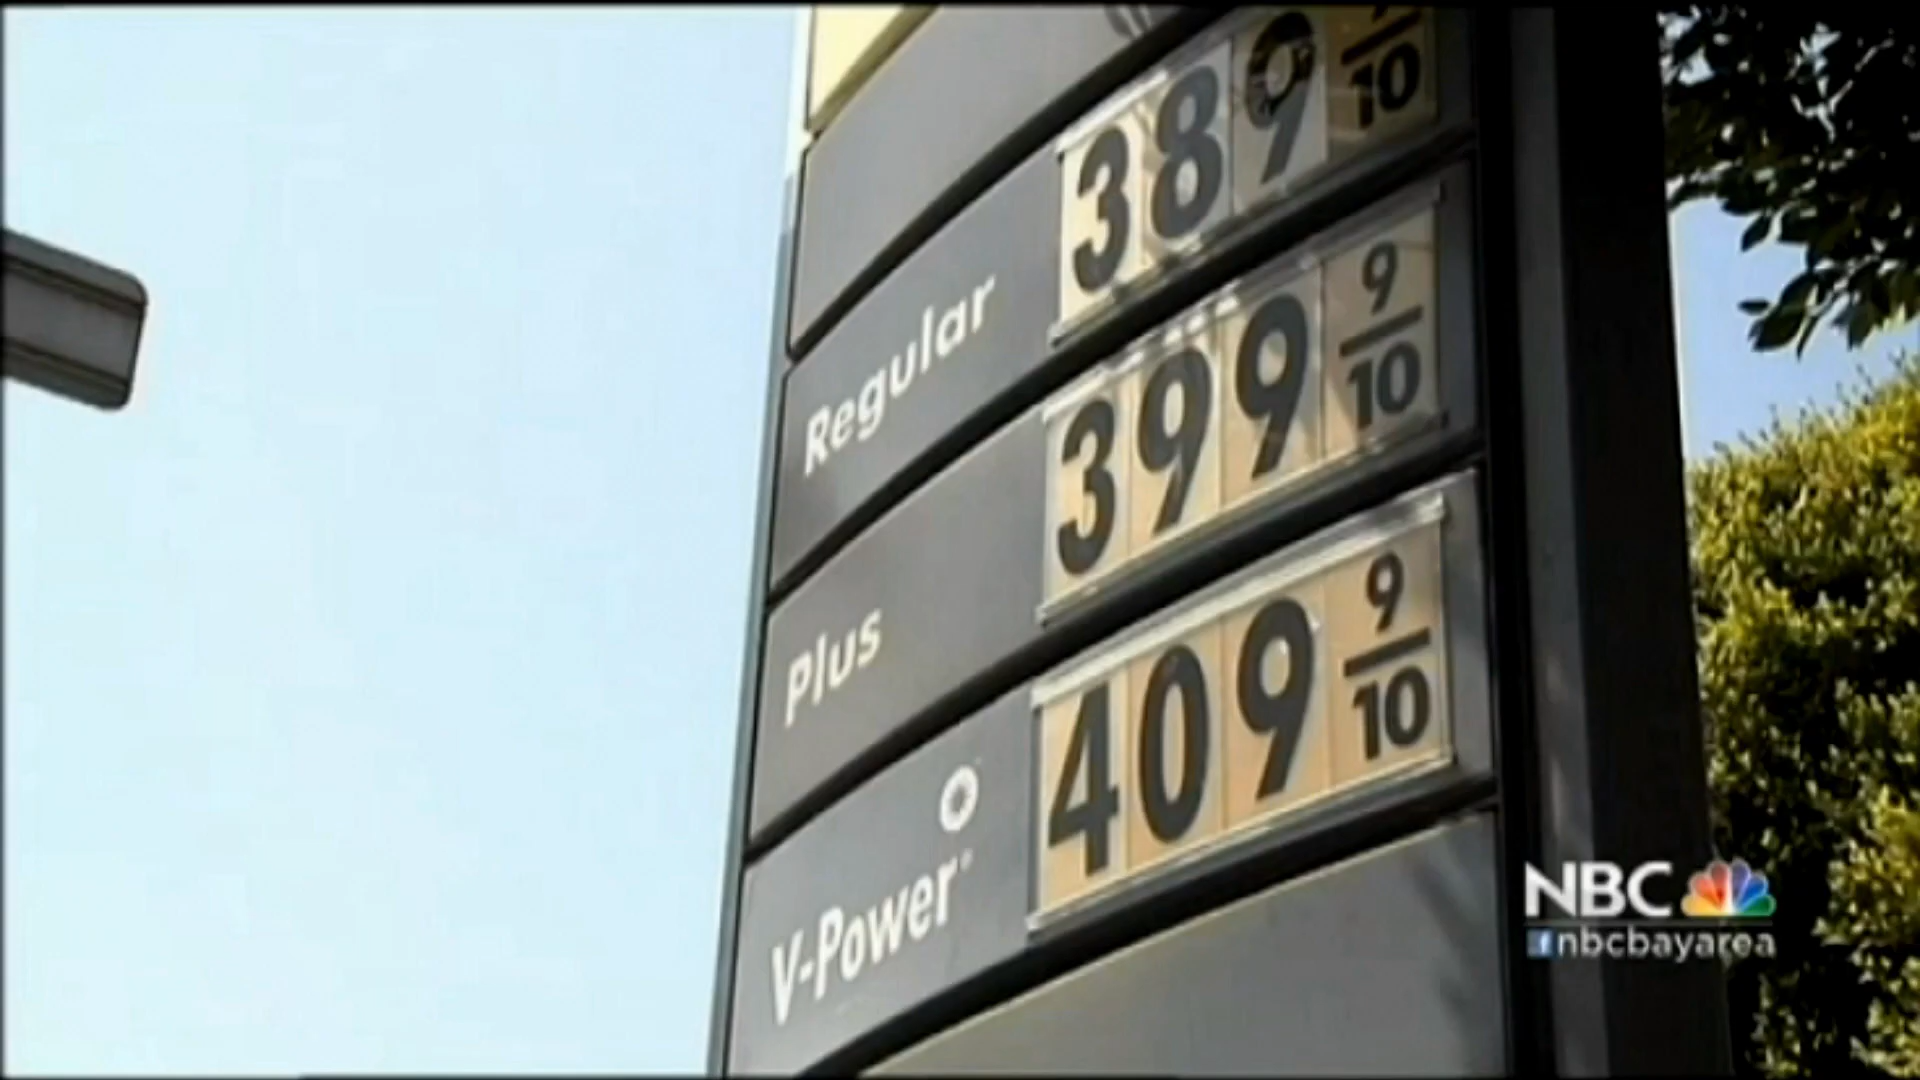 Regular 389 9/10
Plus 399 9/10
V-Power 409 9/10
NBC
f nbcbayarea